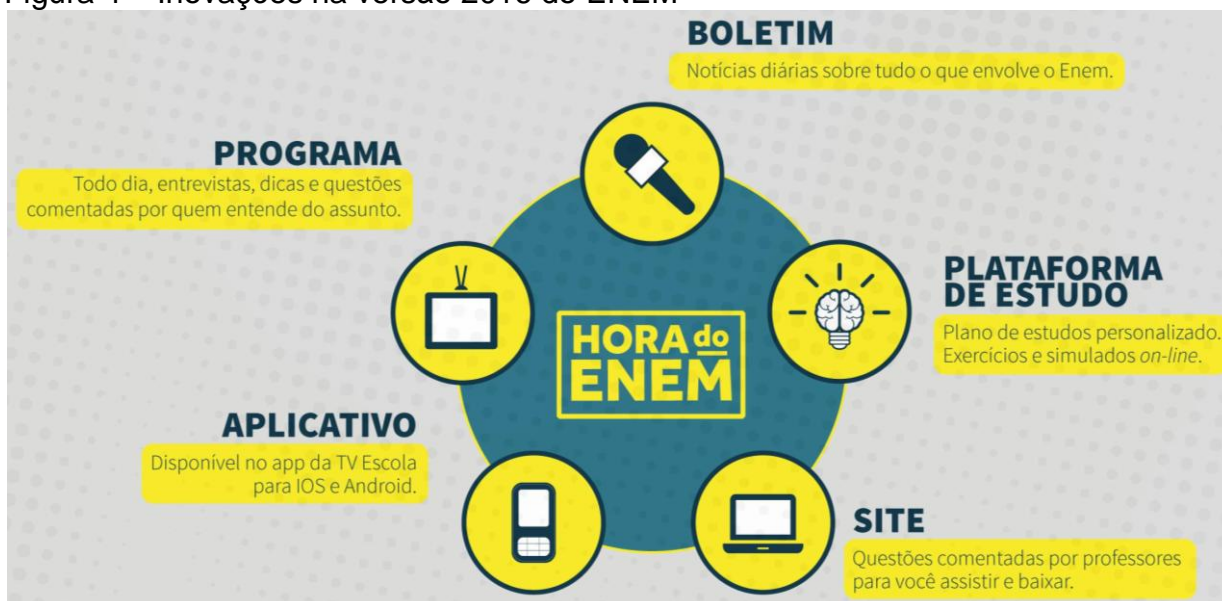 BOLETIM
Notícias diárias sobre tudo o que envolve o Enem.
PROGRAMA
Todo dia, entrevistas, dicas e questões
comentadas por quem entende do assunto.
PLATAFORMA
DE ESTUDO
Plano de estudos personalizado.
Exercícios e simulados on-line.
HORA do
ENEM
APLICATIVO
Disponível no app da TV Escola
para IOS e Android.
SITE
Questões comentadas por professores
para você assistir e baixar.